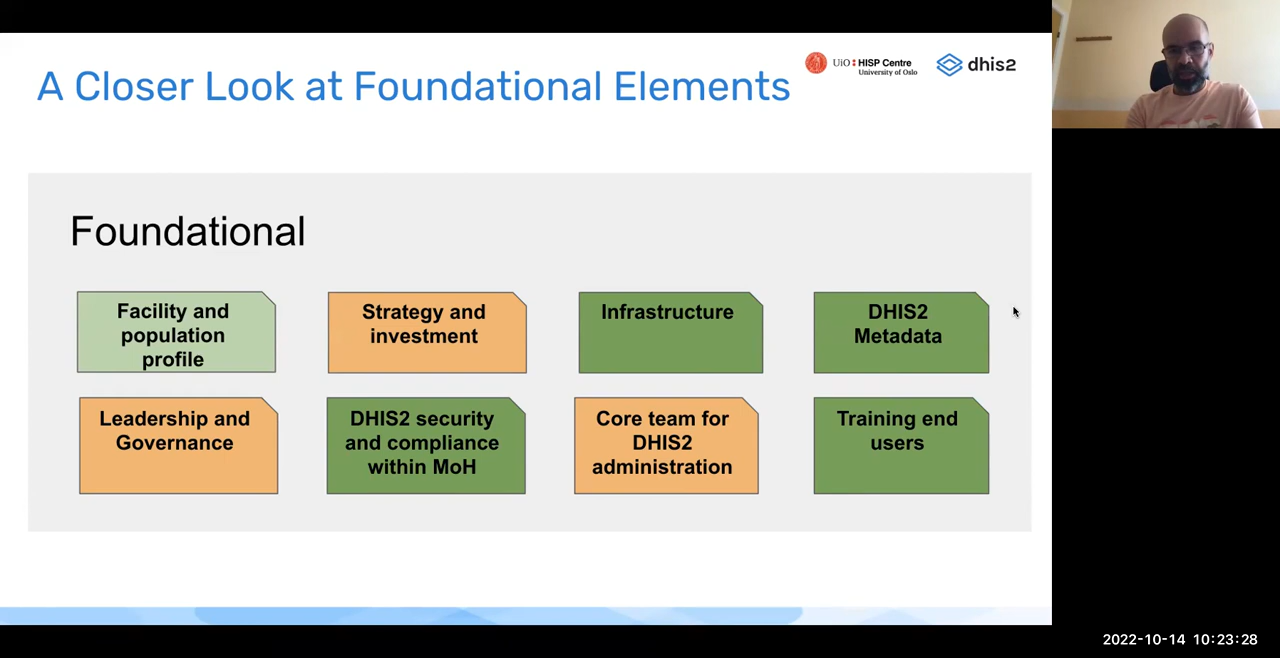 A Closer Look at Foundational Elements
UiO HISP Centre
University of Oslo
dhis2
Foundational
Facility and
population
profile
Strategy and
investment
Infrastructure
DHIS2
Metadata
Leadership and
Governance
DHIS2 security
and compliance
within MoH
Core team for
DHIS2
administration
Training end
users
2022-10-14 10:23:28